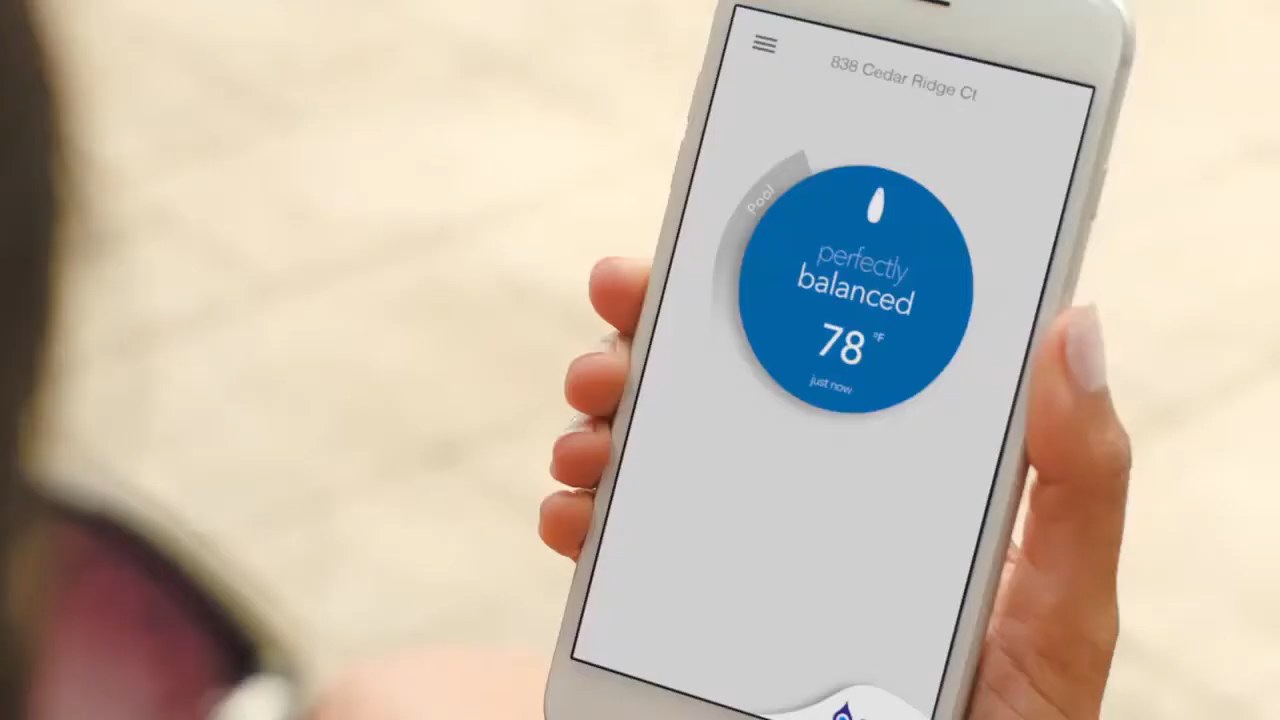 838 Cedar Ridge Ct
Pool
perfectly
balanced
78 °F
just now